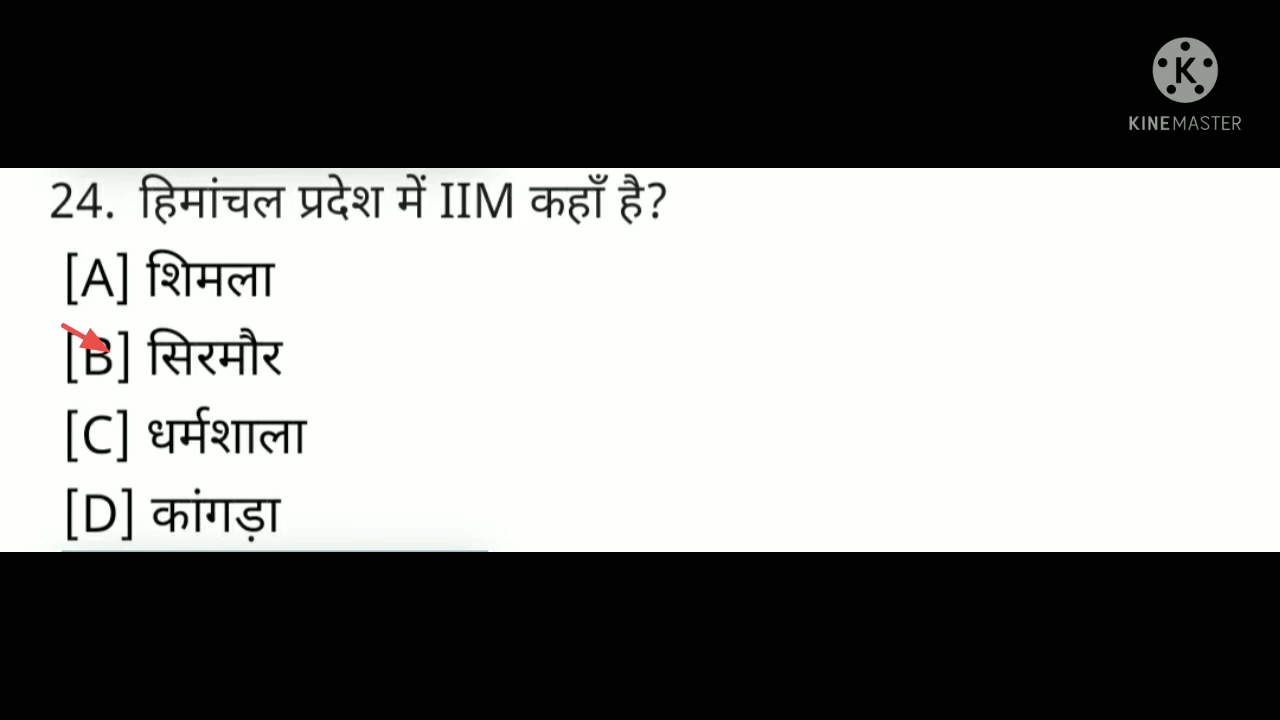 K
KINEMASTER
24. हिमांचल प्रदेश में IIM कहाँ है?
[A] शिमला
[B] सिरमौर
[C] धर्मशाला
[D] कांगड़ा